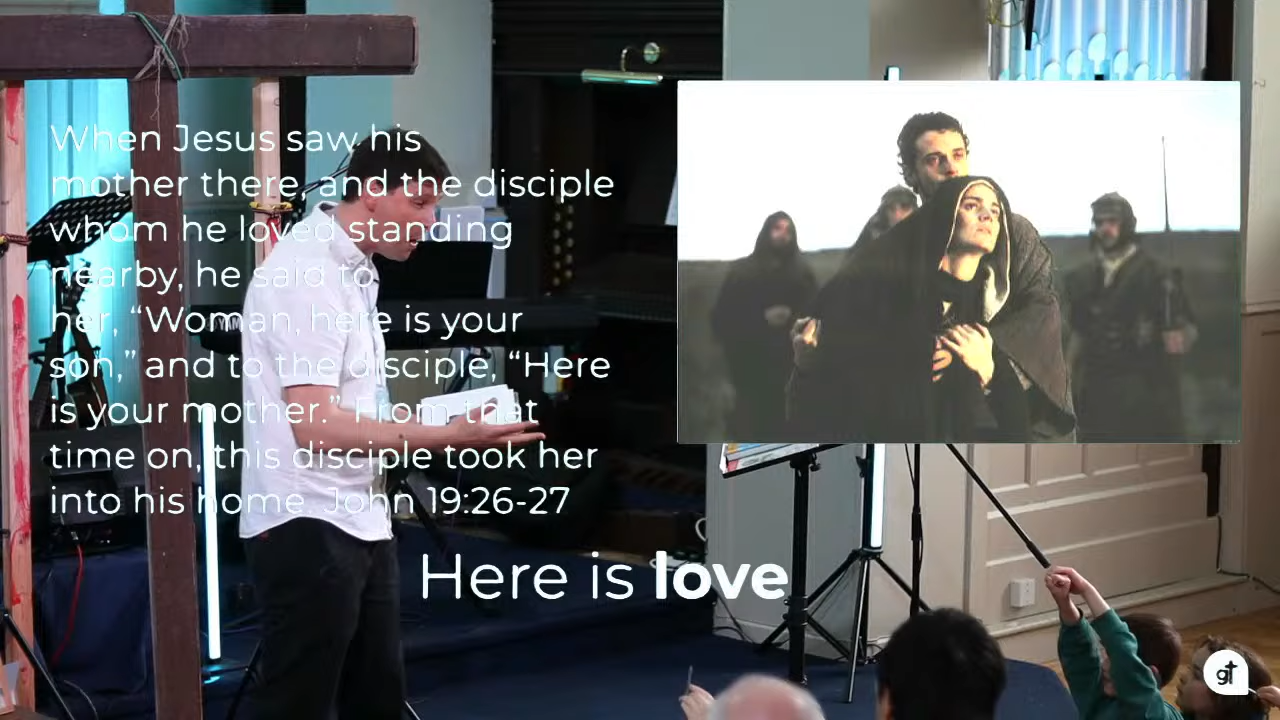 When Jesus saw his
mother there, and the disciple
whom he loved standing
nearby, he said to
her, “Woman, here is your
son,” and to the disciple, “Here
is your mother.” From that
time on, this disciple took her
into his home. John 19:26-27
Here is love
gt